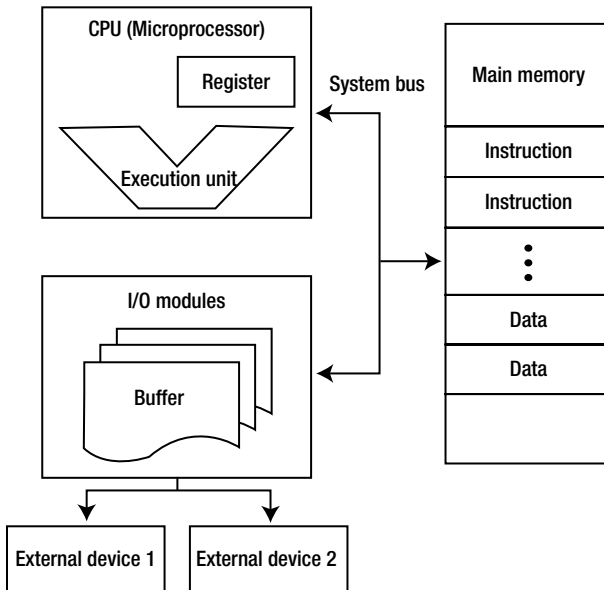 CPU (Microprocessor)
Register
Execution unit
System bus
Main memory
Instruction
Instruction
Data
Data
I/O modules
Buffer
External device 1
External device 2